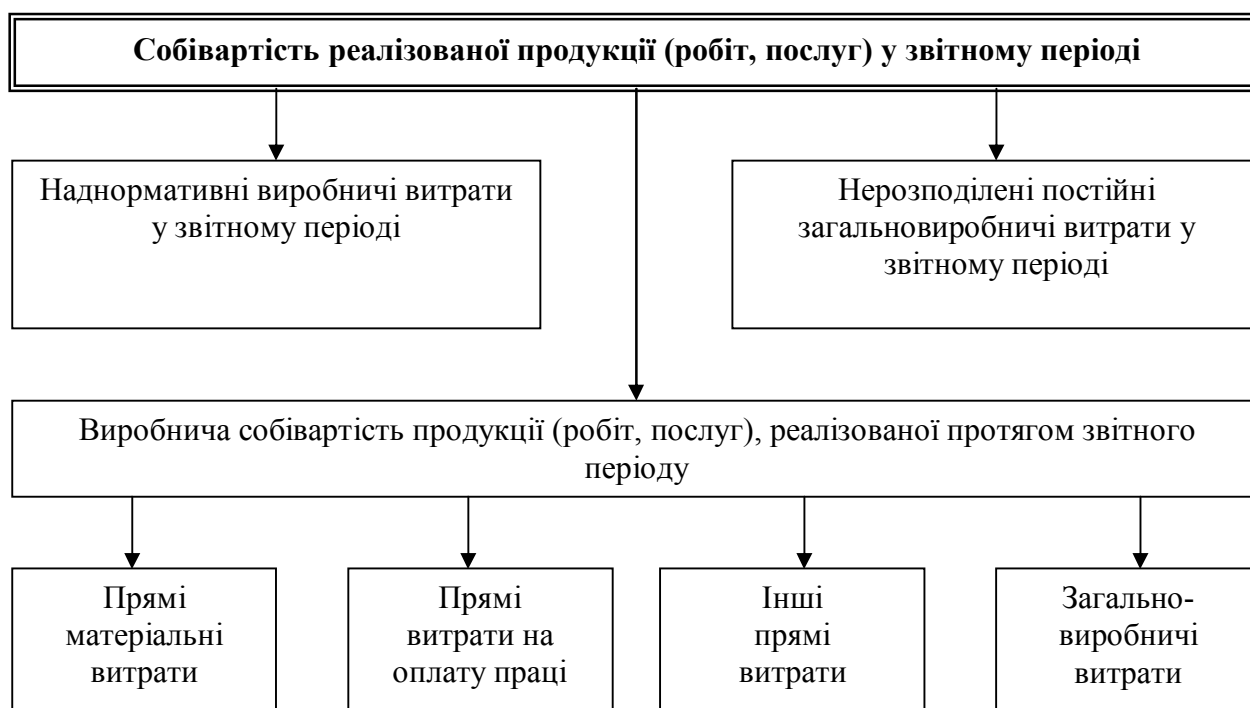 Собівартість реалізованої продукції (робіт, послуг) у звітному періоді
Наднормативні виробничі витрати
у звітному періоді
Нерозподілені постійні
загальновиробничі витрати у
звітному періоді
Виробнича собівартість продукції (робіт, послуг), реалізованої протягом звітного
періоду
Прямі
матеріальні
витрати
Прямі
витрати на
оплату праці
Інші
прямі
витрати
Загально-
виробничі
витрати